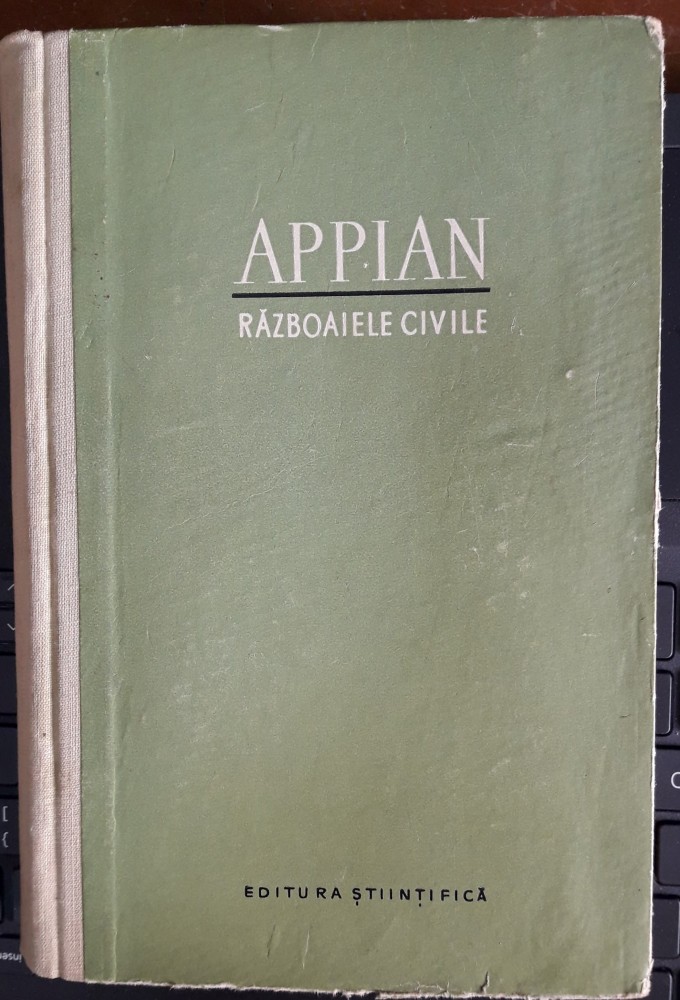 APPIAN
RĂZBOAIELE CIVILE
EDITURA ȘTIINȚIFICĂ
[
{